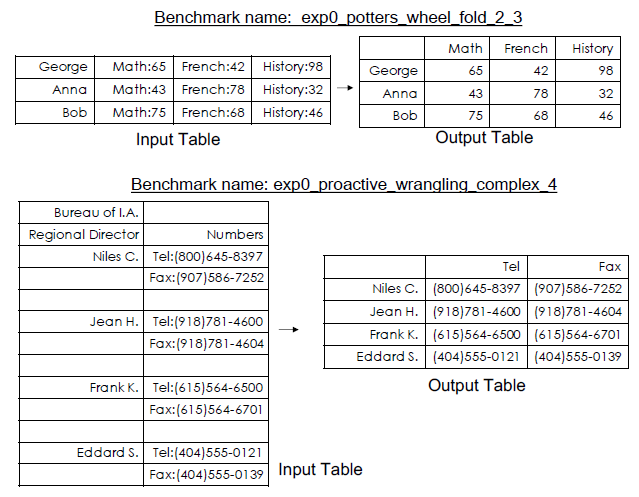 Benchmark name: exp0_potters_wheel_fold_2_3
George Math:65 French:42 History:98
Anna Math:43 French:78 History:32
Bob Math:75 French:68 History:46
Input Table
Math French History
George 65 42 98
Anna 43 78 32
Bob 75 68 46
Output Table
Benchmark name: exp0_proactive_wrangling_complex_4
Bureau of I.A.
Regional Director Numbers
Niles C. Tel:(800)645-8397
Fax:(907)586-7252
Jean H. Tel:(918)781-4600
Fax:(918)781-4604
Frank K. Tel:(615)564-6500
Fax:(615)564-6701
Eddard S. Tel:(404)555-0121
Fax:(404)555-0139
Input Table
Tel Fax
Niles C. (800)645-8397 (907)586-7252
Jean H. (918)781-4600 (918)781-4604
Frank K. (615)564-6500 (615)564-6701
Eddard S. (404)555-0121 (404)555-0139
Output Table